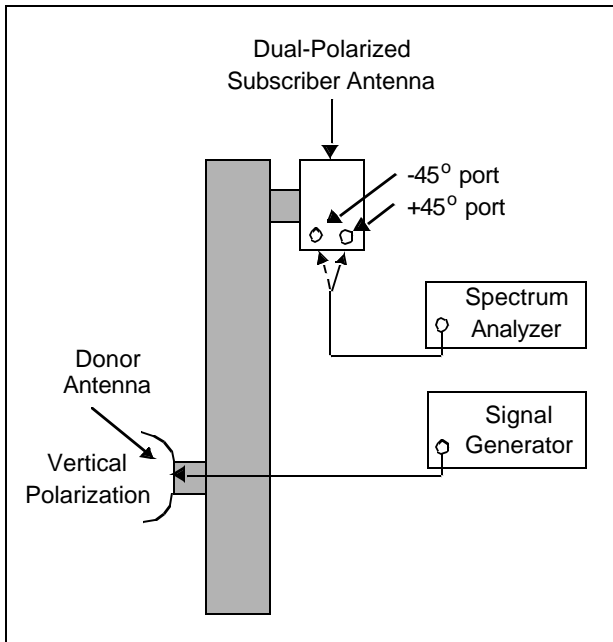 Dual-Polarized
Subscriber Antenna
-45° port
+45° port
Spectrum
Analyzer
Donor
Antenna
Signal
Generator
Vertical
Polarization